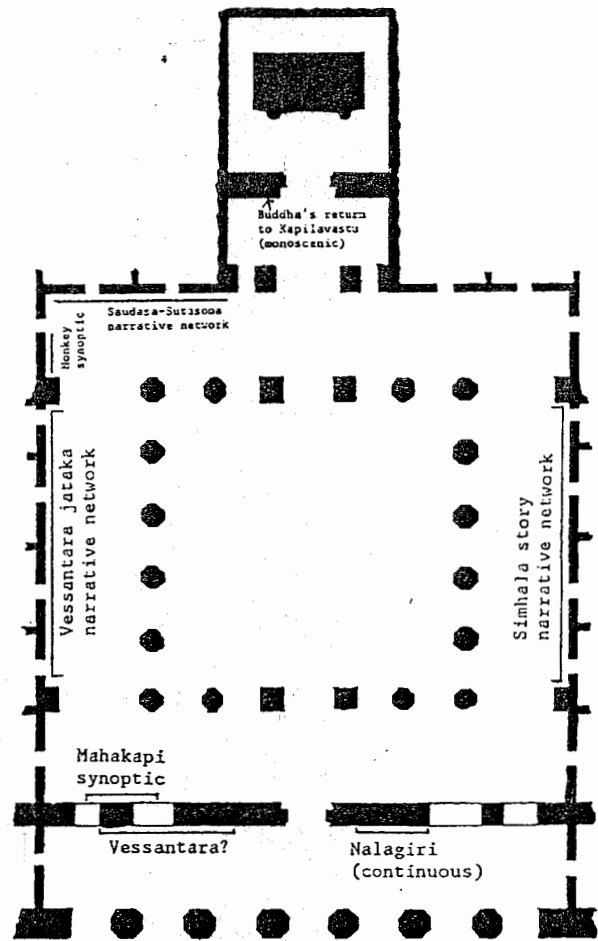 Buddha's return
to Kapilavastu
(monoscenic)
Saudasa-Sutisoma
narrative network
Monkey
synoptic
Vessantara jataka
narrative network
Simhala story
narrative network
Mahakapi
synoptic
Vessantara?
Nalagiri
(continuous)